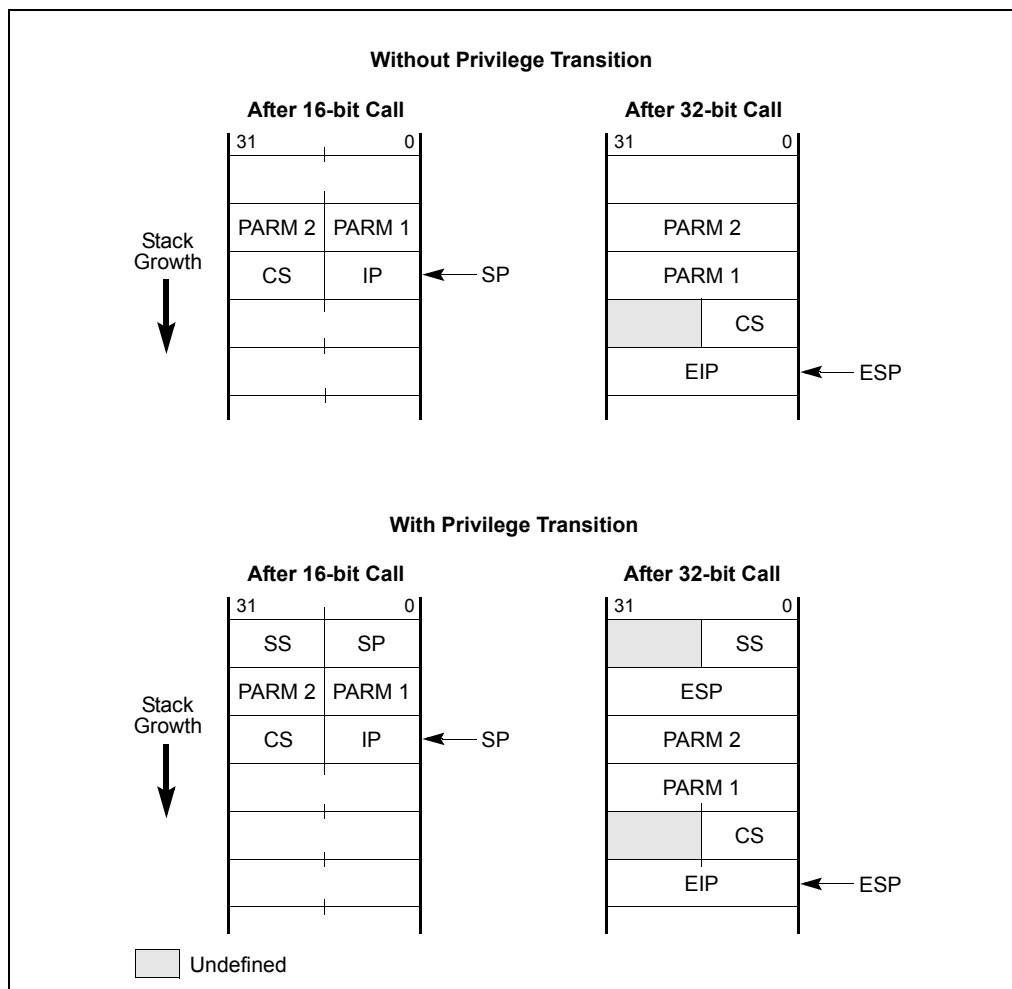 Without Privilege Transition
After 16-bit Call
After 32-bit Call
31 0
31 0
PARM 2 PARM 1
PARM 2
Stack
Growth
CS IP
SP
PARM 1
CS
EIP
ESP
With Privilege Transition
After 16-bit Call
After 32-bit Call
31 0
31 0
SS SP
SS
PARM 2 PARM 1
ESP
Stack
Growth
CS IP
SP
PARM 2
PARM 1
CS
EIP
ESP
Undefined